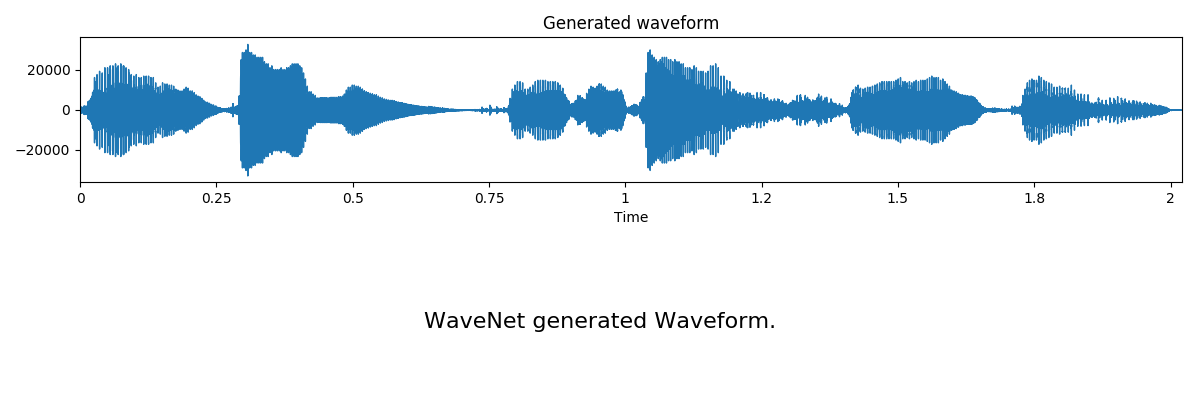 Generated waveform
20000
0
−20000
0 0.25 0.5 0.75 1 1.2 1.5 1.8 2
Time
WaveNet generated Waveform.